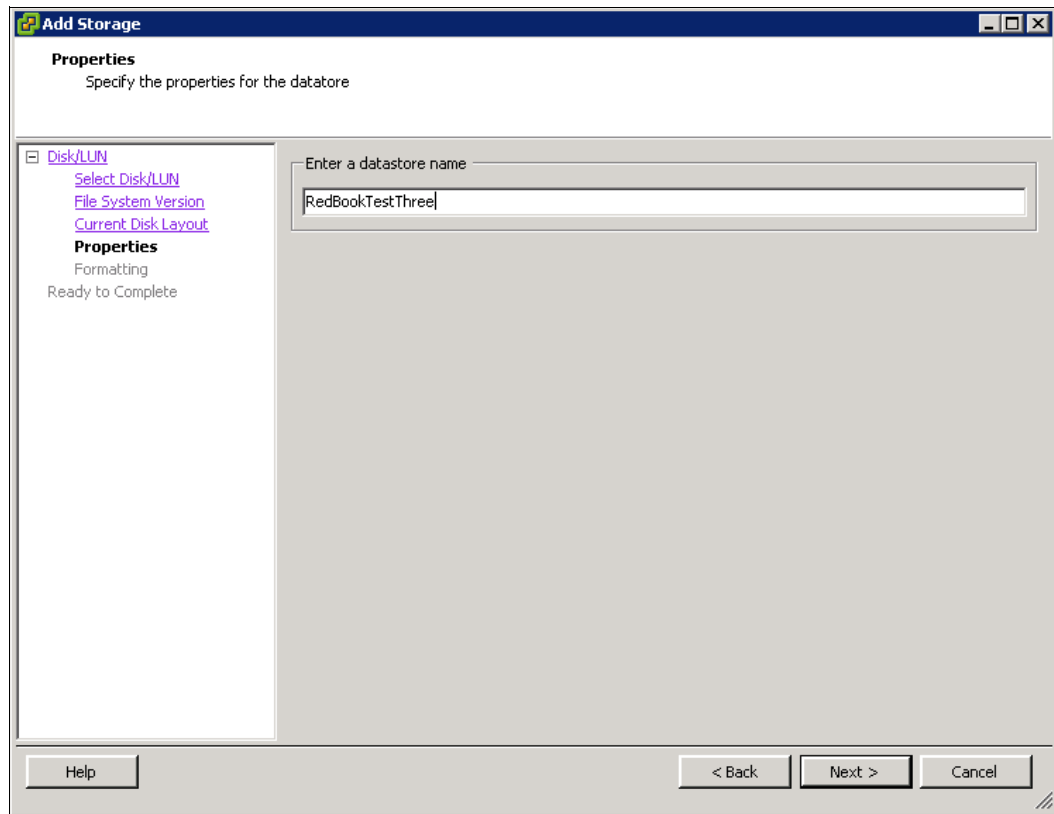 Add Storage
Properties
Specify the properties for the datatore
Disk/LUN
Select Disk/LUN
File System Version
Current Disk Layout
Properties
Formatting
Ready to Complete
Enter a datastore name
RedBookTestThree
Help
< Back
Next >
Cancel